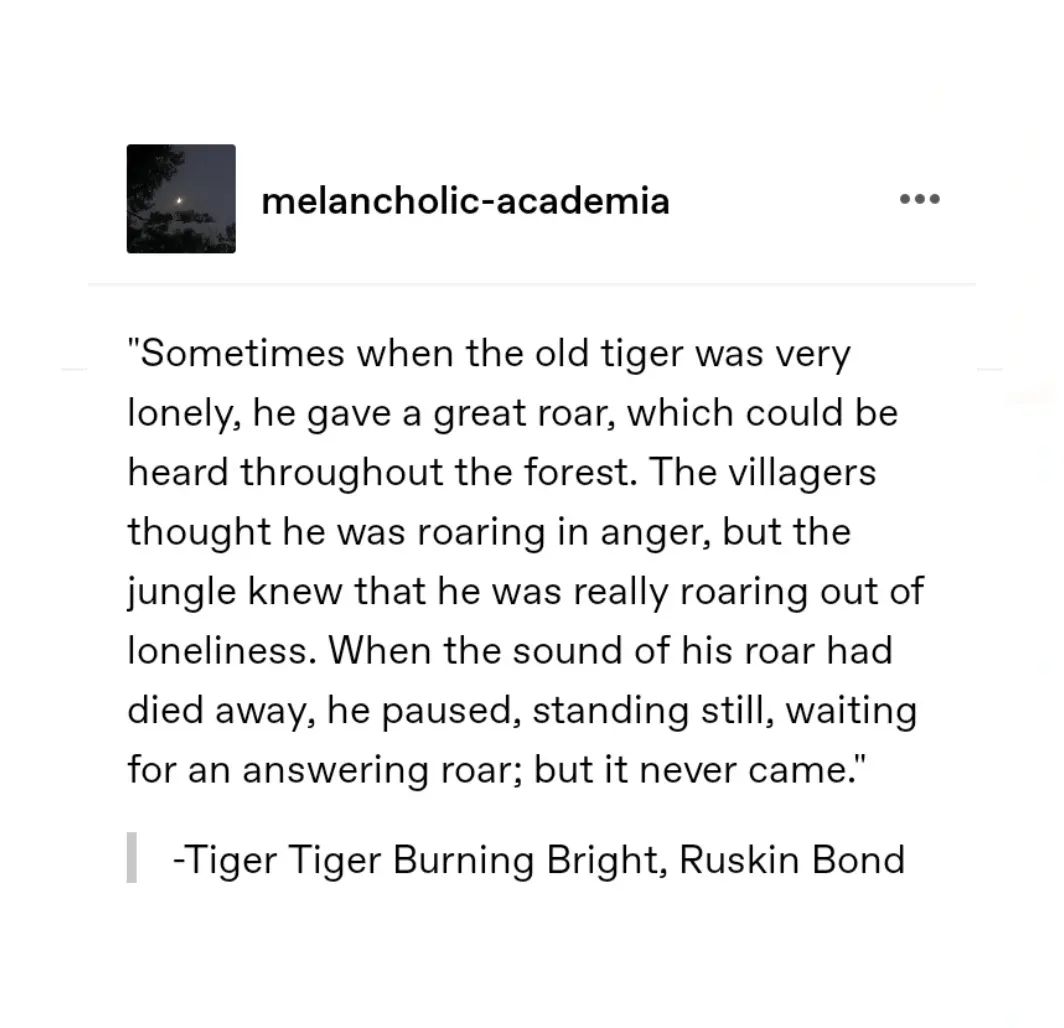 melancholic-academia
"Sometimes when the old tiger was very
lonely, he gave a great roar, which could be
heard throughout the forest. The villagers
thought he was roaring in anger, but the
jungle knew that he was really roaring out of
loneliness. When the sound of his roar had
died away, he paused, standing still, waiting
for an answering roar; but it never came."
-Tiger Tiger Burning Bright, Ruskin Bond